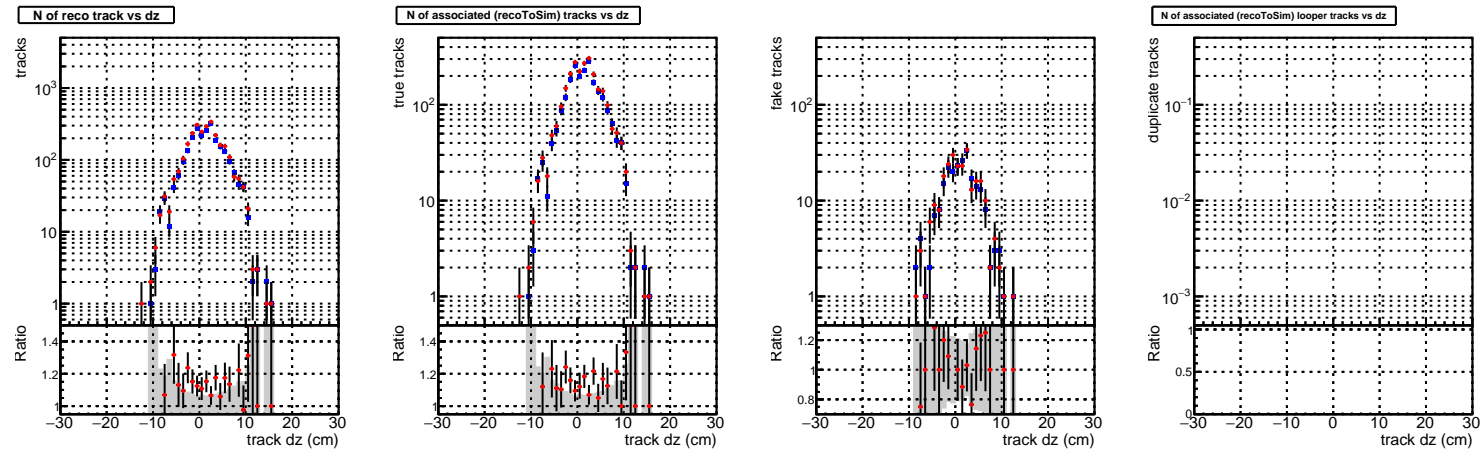 N of reco track vs dz
tracks
10³
10²
10
1
Ratio
1.4
1.2
1
−30 −20 −10 0 10 20 30
track dz (cm)
N of associated (recoToSim) tracks vs dz
true tracks
10²
10
1
Ratio
1.4
1.2
1
−30 −20 −10 0 10 20 30
track dz (cm)
fake tracks
10²
10
1
Ratio
1.2
1
0.8
−30 −20 −10 0 10 20 30
track dz (cm)
N of associated (recoToSim) looper tracks vs dz
duplicate tracks
10⁻¹
10⁻²
10⁻³
Ratio
1
0.5
0
−30 −20 −10 0 10 20 30
track dz (cm)